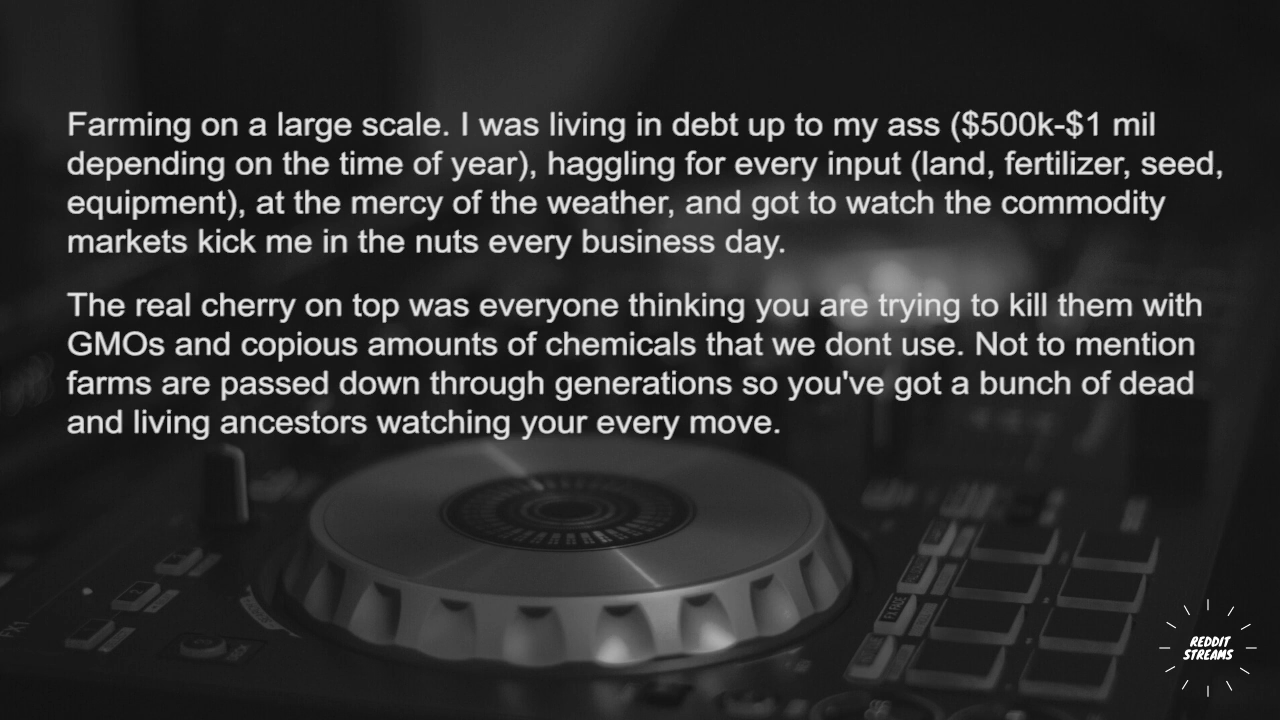 Farming on a large scale. I was living in debt up to my ass ($500k-$1 mil
depending on the time of year), haggling for every input (land, fertilizer, seed,
equipment), at the mercy of the weather, and got to watch the commodity
markets kick me in the nuts every business day.
The real cherry on top was everyone thinking you are trying to kill them with
GMOs and copious amounts of chemicals that we dont use. Not to mention
farms are passed down through generations so you've got a bunch of dead
and living ancestors watching your every move.
FX FADE
FX1
REDDIT
STREAMS